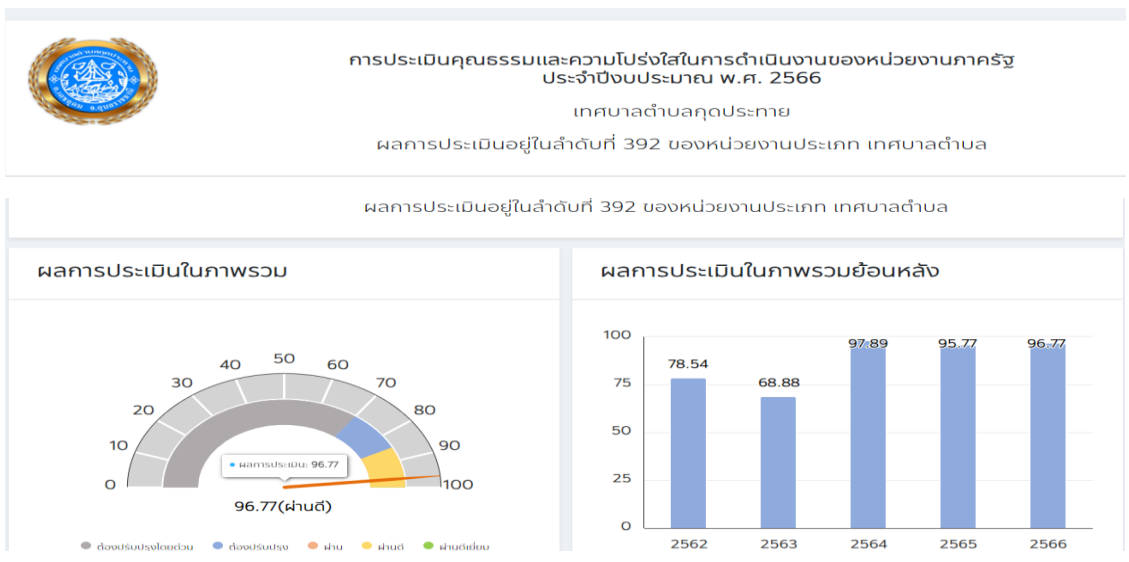 การประเมินคุณธรรมและความโปร่งใสในการดำเนินงานของหน่วยงานภาครัฐ
ประจำปีงบประมาณ พ.ศ. 2566
เทศบาลตำบลกุดประทาย
ผลการประเมินอยู่ในลำดับที่ 392 ของหน่วยงานประเภท เทศบาลตำบล
ผลการประเมินอยู่ในลำดับที่ 392 ของหน่วยงานประเภท เทศบาลตำบล
ผลการประเมินในภาพรวม
0
10
20
30
40
50
60
70
80
90
100
ผลการประเมิน: 96.77
96.77(ผ่านดี)
ต้องปรับปรุงโดยด่วน ต้องปรับปรุง ผ่าน ผ่านดี ผ่านดีเยี่ยม
ผลการประเมินในภาพรวมย้อนหลัง
100
75
50
25
0
78.54 68.88 97.89 95.77 96.77
2562 2563 2564 2565 2566